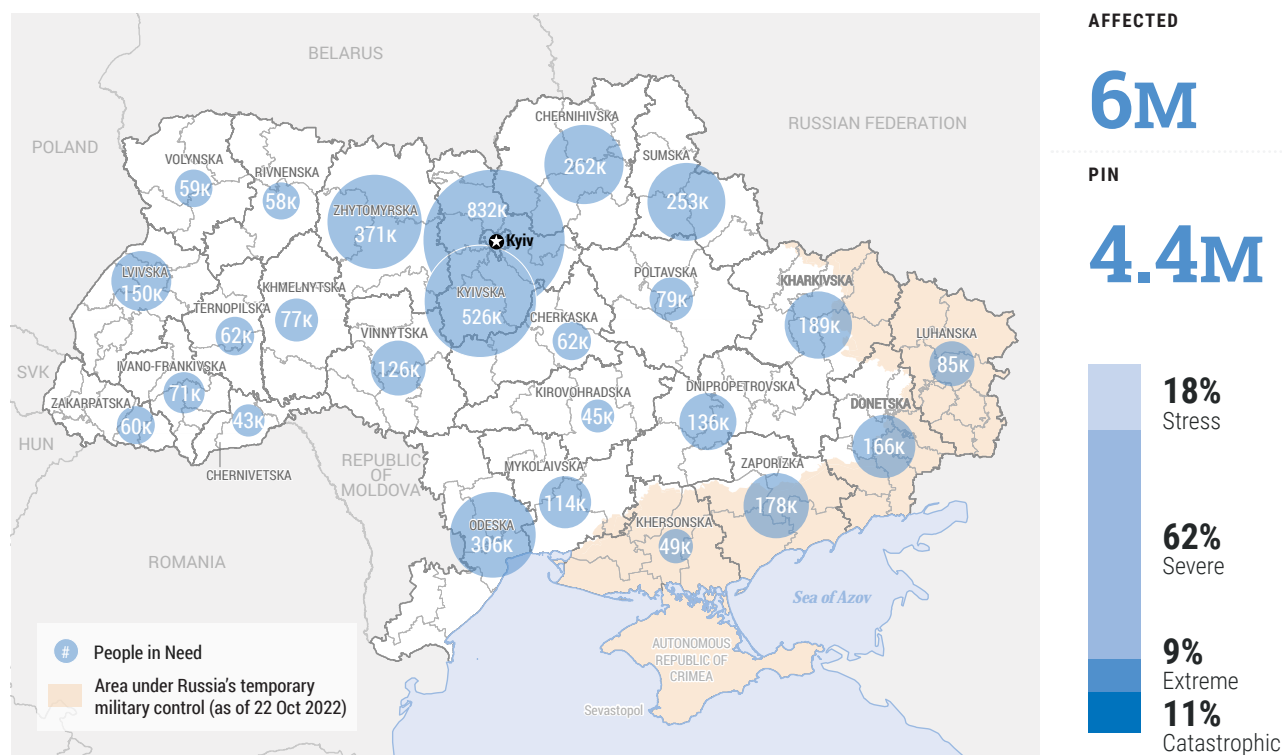 BELARUS
POLAND
RUSSIAN FEDERATION
CHERNIHIVSKA
262K
SUMSKA
253K
VOLYNSKA
59K
RIVNENSKA
58K
ZHYTOMYRSKA
371K
832K
Kyiv
KYIVSKA
526K
LVIVSKA
150K
TERNOPILSKA
62K
KHMELNYTSKA
77K
VINNYTSKA
126K
CHERKASKA
62K
POLTAVSKA
79K
KHARKIVSKA
189K
LUHANSKA
85K
SVK
HUN
IVANO-FRANKIVSKA
71K
ZAKARPATSKA
60K
43K
CHERNIVETSKA
KIROVOHRADSKA
45K
DNIPROPETROVSKA
136K
DONETSKA
166K
REPUBLIC
OF
MOLDOVA
MYKOLAIVSKA
114K
ZAPORIZKA
178K
ODESKA
306K
KHERSONSKA
49K
ROMANIA
Sea of Azov
AUTONOMOUS
REPUBLIC OF
CRIMEA
Sevastopol
# People in Need
Area under Russia's temporary
military control (as of 22 Oct 2022)
AFFECTED
6M
PIN
4.4M
18%
Stress
62%
Severe
9%
Extreme
11%
Catastrophic